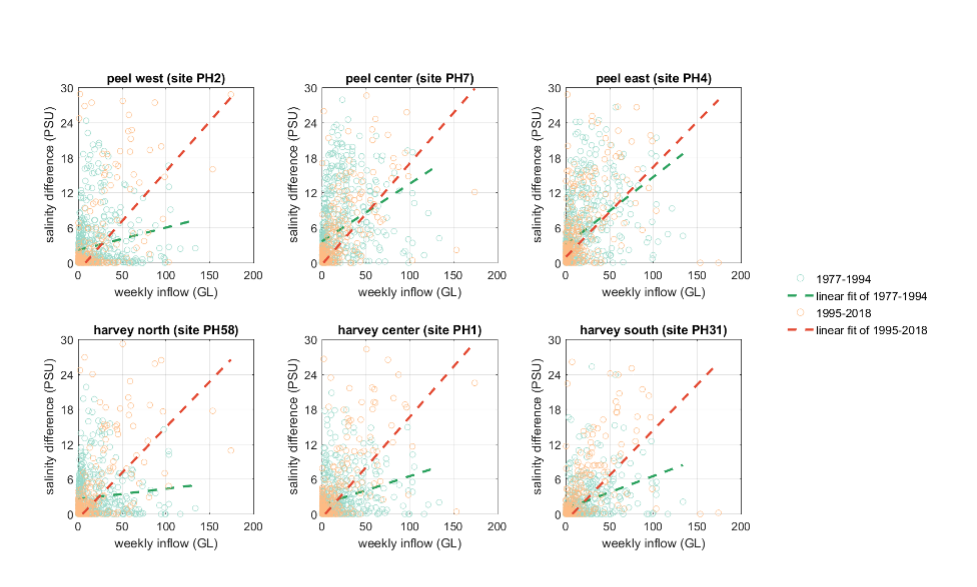 peel west (site PH2)
30
24
18
12
6
0
salinity difference (PSU)
0 50 100 150 200
weekly inflow (GL)
peel center (site PH7)
30
24
18
12
6
0
salinity difference (PSU)
0 50 100 150 200
weekly inflow (GL)
peel east (site PH4)
30
24
18
12
6
0
salinity difference (PSU)
0 50 100 150 200
weekly inflow (GL)
1977-1994
linear fit of 1977-1994
1995-2018
linear fit of 1995-2018
harvey north (site PH58)
30
24
18
12
6
0
salinity difference (PSU)
0 50 100 150 200
weekly inflow (GL)
harvey center (site PH1)
30
24
18
12
6
0
salinity difference (PSU)
0 50 100 150 200
weekly inflow (GL)
harvey south (site PH31)
30
24
18
12
6
0
salinity difference (PSU)
0 50 100 150 200
weekly inflow (GL)